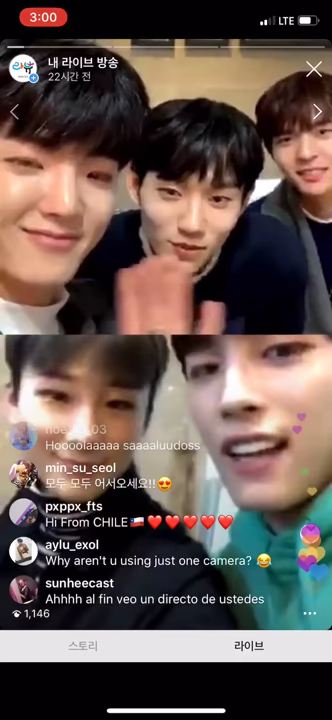 3:00
LTE
내 라이브 방송
22시간 전
Hoooolaaaaa saaaaluudoss
min_su_seol
모두 모두 어서오세요!!😍
pxppx_fts
Hi From CHILE🇨🇱❤️❤️❤️❤️❤️
aylu_exol
Why aren't u using just one camera? 😂
sunheecast
Ahhhh al fin veo un directo de ustedes
1,146
스토리
라이브